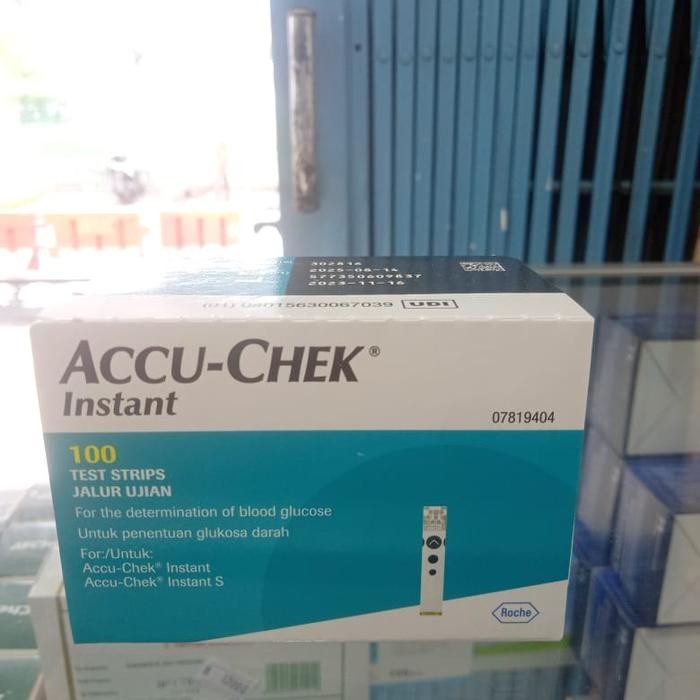 302816
2025-08-14
577350609837
2023-11-16
(01) 04015630067039 UDI
ACCU-CHEK®
Instant
07819404
100
TEST STRIPS
JALUR UJIAN
For the determination of blood glucose
Untuk penentuan glukosa darah
For:/Untuk:
Accu-Chek® Instant
Accu-Chek® Instant S
Roche